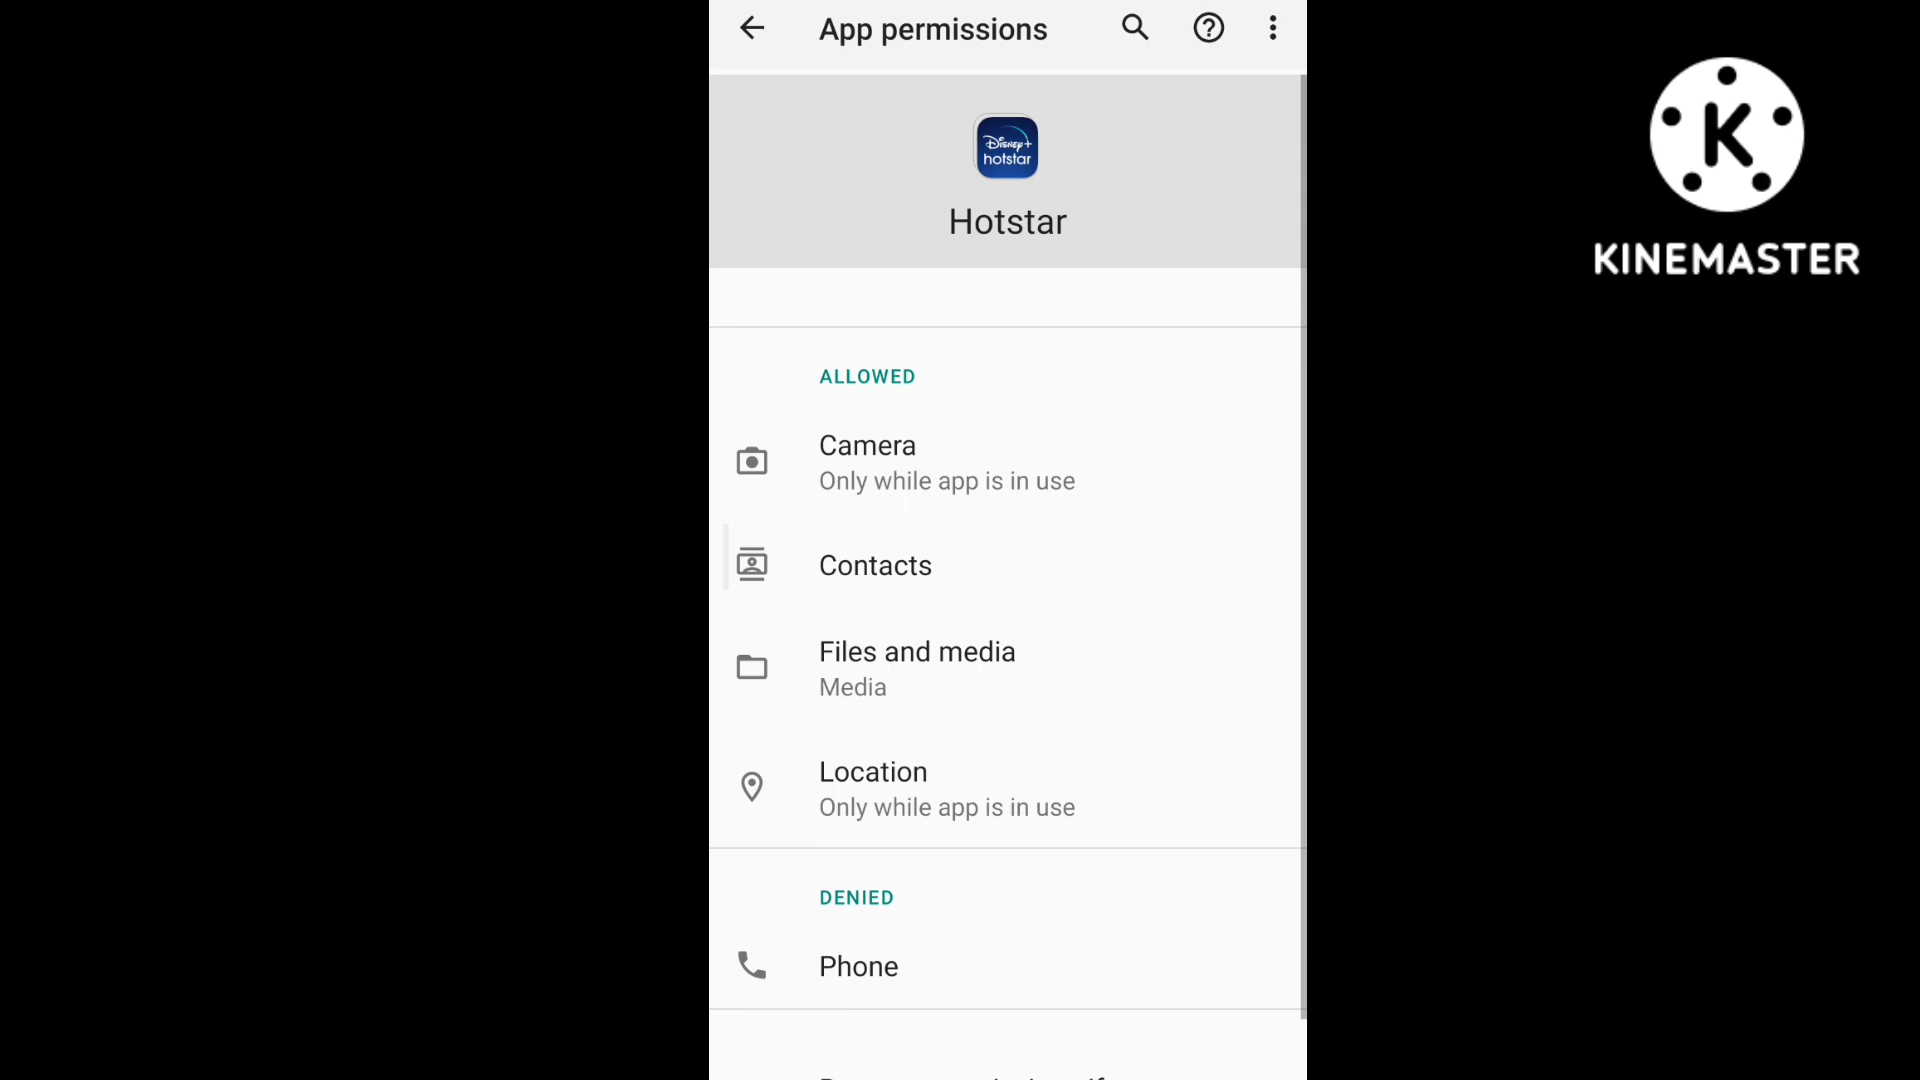 App permissions
Disney+
hotstar
Hotstar
ALLOWED
Camera
Only while app is in use
Contacts
Files and media
Media
Location
Only while app is in use
DENIED
Phone
K
KINEMASTER